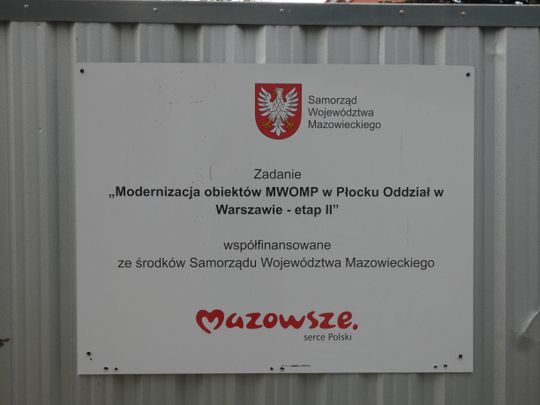 Samorząd
Województwa
Mazowieckiego
Zadanie
„Modernizacja obiektów MWOMP w Płocku Oddział w
Warszawie - etap II”
współfinansowane
ze środków Samorządu Województwa Mazowieckiego
mazowsze.
serce Polski